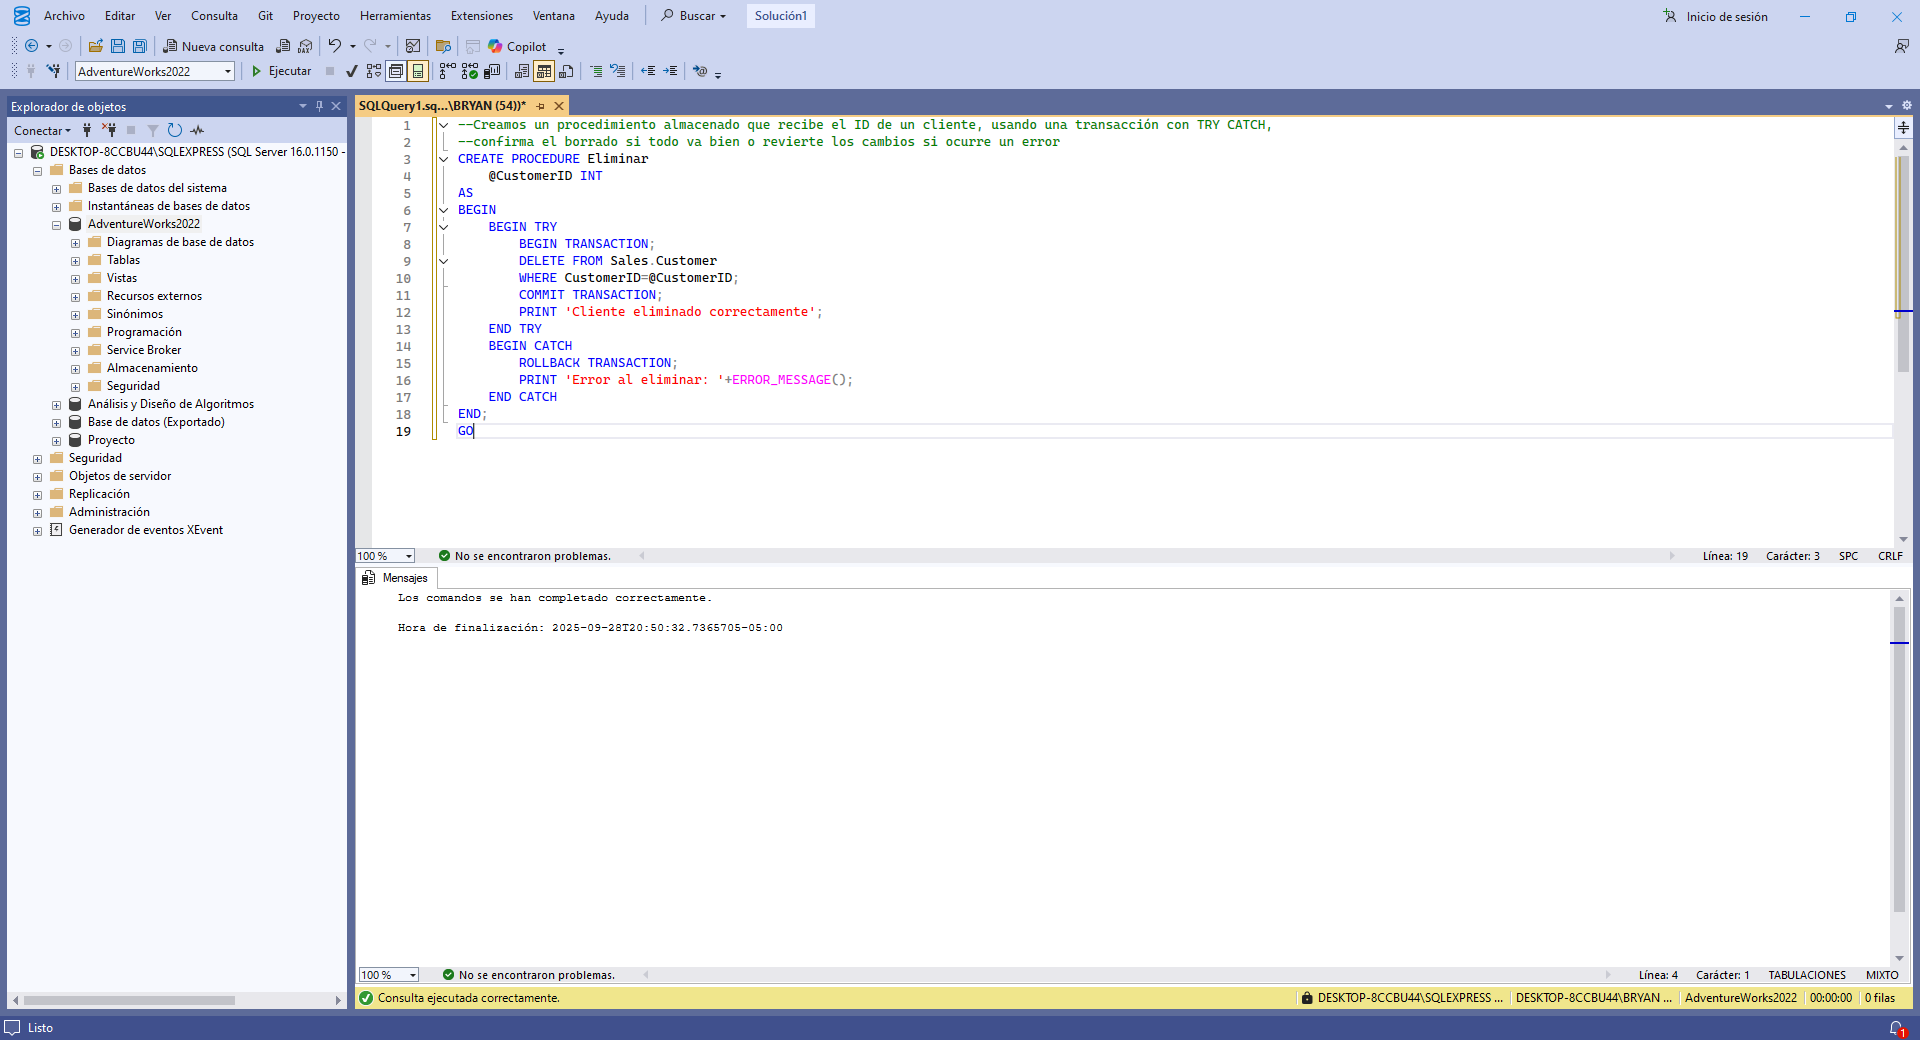 Archivo Editar Ver Consulta Git Proyecto Herramientas Extensiones Ventana Ayuda Buscar Solución1 Inicio de sesión
Nueva consulta DAX Copilot
AdventureWorks2022 Ejecutar
Explorador de objetos
Conectar
DESKTOP-8CCBU44\SQLEXPRESS (SQL Server 16.0.1150 -
Bases de datos
Bases de datos del sistema
Instantáneas de bases de datos
AdventureWorks2022
Diagramas de base de datos
Tablas
Vistas
Recursos externos
Sinónimos
Programación
Service Broker
Almacenamiento
Seguridad
Análisis y Diseño de Algoritmos
Base de datos (Exportado)
Proyecto
Seguridad
Objetos de servidor
Replicación
Administración
Generador de eventos XEvent
SQLQuery1.sq...\BRYAN (54))*
1 --Creamos un procedimiento almacenado que recibe el ID de un cliente, usando una transacción con TRY CATCH,
2 --confirma el borrado si todo va bien o revierte los cambios si ocurre un error
3 CREATE PROCEDURE Eliminar
4 @CustomerID INT
5 AS
6 BEGIN
7 BEGIN TRY
8 BEGIN TRANSACTION;
9 DELETE FROM Sales.Customer
10 WHERE CustomerID=@CustomerID;
11 COMMIT TRANSACTION;
12 PRINT 'Cliente eliminado correctamente';
13 END TRY
14 BEGIN CATCH
15 ROLLBACK TRANSACTION;
16 PRINT 'Error al eliminar: '+ERROR_MESSAGE();
17 END CATCH
18 END;
19 GO
100 % No se encontraron problemas. Línea: 19 Carácter: 3 SPC CRLF
Mensajes
Los comandos se han completado correctamente.
Hora de finalización: 2025-09-28T20:50:32.7365705-05:00
100 % No se encontraron problemas. Línea: 4 Carácter: 1 TABULACIONES MIXTO
Consulta ejecutada correctamente. DESKTOP-8CCBU44\SQLEXPRESS ... DESKTOP-8CCBU44\BRYAN ... AdventureWorks2022 00:00:00 0 filas
Listo 1